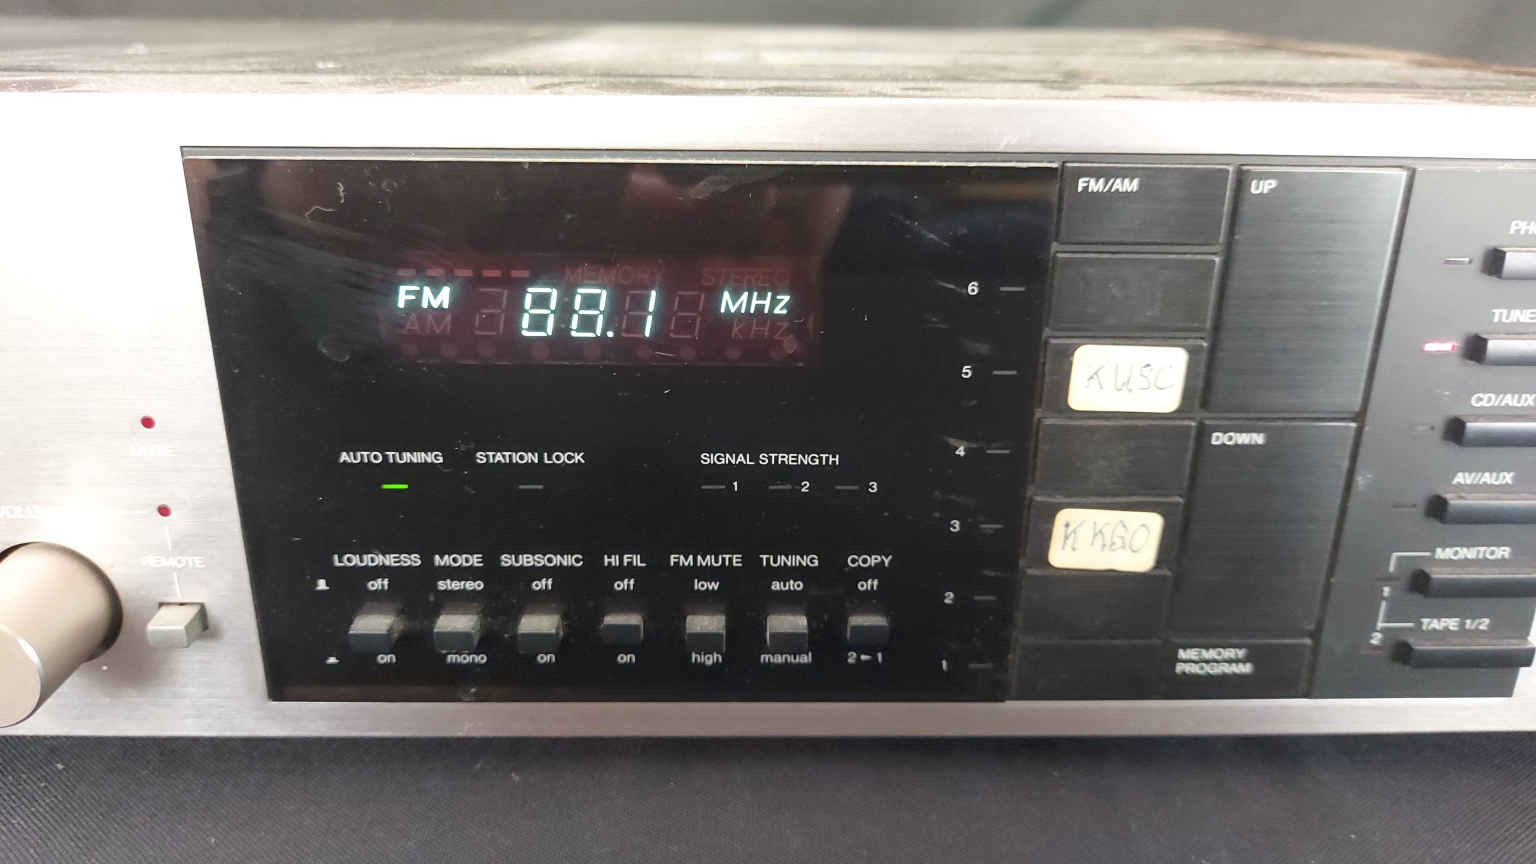 FM/AM
UP
MEMORY STEREO
FM 88.1 MHz
AM kHz
6
5
4
3
2
1
KUSC
KKGO
DOWN
MEMORY
PROGRAM
AUTO TUNING
STATION LOCK
SIGNAL STRENGTH
1 2 3
LOUDNESS MODE SUBSONIC HI FIL FM MUTE TUNING COPY
off stereo off off low auto off
on mono on on high manual 2 ► 1
REMOTE
CD/AUX
AV/AUX
MONITOR
1
TAPE 1/2
2